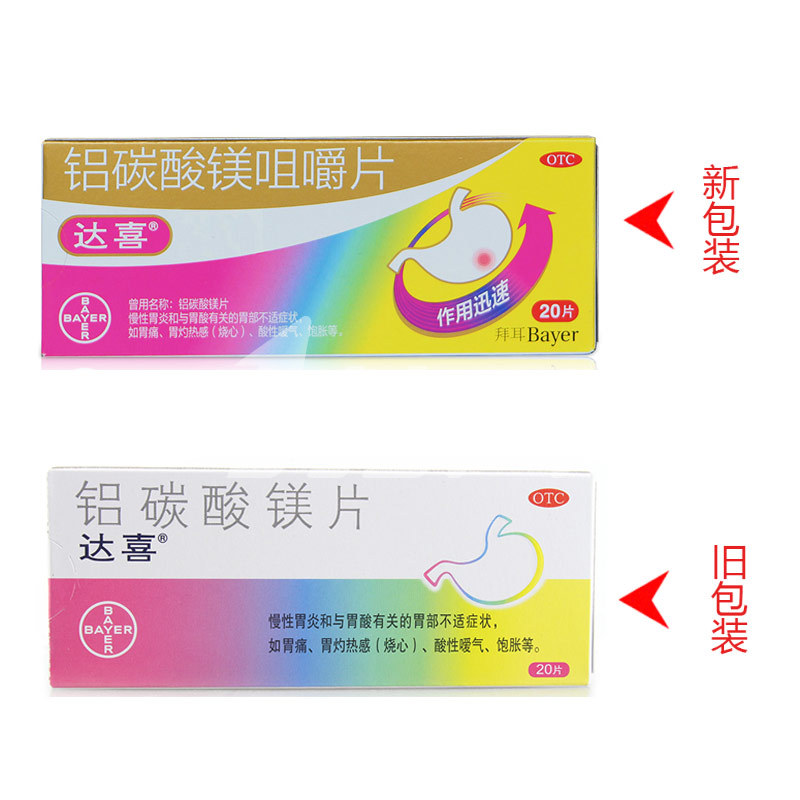 铝碳酸镁咀嚼片
OTC
达喜®
曾用名称：铝碳酸镁片
慢性胃炎和与胃酸有关的胃部不适症状，
如胃痛、胃灼热感（烧心）、酸性嗳气、饱胀等。
BAYER
BAYER
作用迅速
20片
拜耳Bayer
新包装
铝碳酸镁片
OTC
达喜®
BAYER
BAYER
慢性胃炎和与胃酸有关的胃部不适症状，
如胃痛、胃灼热感（烧心）、酸性嗳气、饱胀等。
20片
旧包装